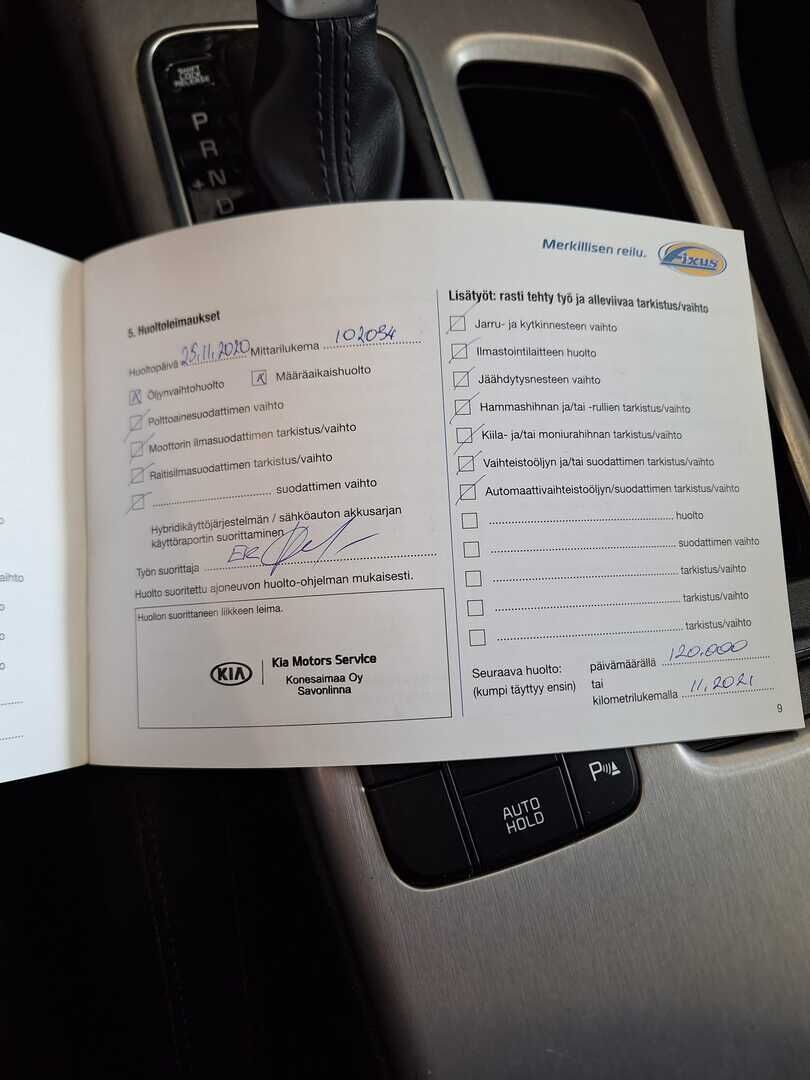 SHIFT
LOCK
RELEASE
P
R
N
+
D
Merkillisen reilu.
Fixus
5. Huoltoleimaukset
Huoltopäivä 25.11.2020 Mittarilukema 102034
Öljynvaihtohuolto Määräaikaishuolto
Polttoainesuodattimen vaihto
Moottorin ilmasuodattimen tarkistus/vaihto
Raitisilmasuodattimen tarkistus/vaihto
suodattimen vaihto
Hybridikäyttöjärjestelmän / sähköauton akkusarjan
käyttöraportin suorittaminen
Työn suorittaja
Huolto suoritettu ajoneuvon huolto-ohjelman mukaisesti.
Huollon suorittaneen liikkeen leima.
KIA
Kia Motors Service
Konesaimaa Oy
Savonlinna
Lisätyöt: rasti tehty työ ja alleviivaa tarkistus/vaihto
Jarru- ja kytkinnesteen vaihto
Ilmastointilaitteen huolto
Jäähdytysnesteen vaihto
Hammashihnan ja/tai -rullien tarkistus/vaihto
Kiila- ja/tai moniurahihnan tarkistus/vaihto
Vaihteistoöljyn ja/tai suodattimen tarkistus/vaihto
Automaattivaihteistoöljyn/suodattimen tarkistus/vaihto
huolto
suodattimen vaihto
tarkistus/vaihto
tarkistus/vaihto
tarkistus/vaihto
Seuraava huolto: päivämäärällä 120.000
(kumpi täyttyy ensin) tai
kilometrilukemalla 11.2021
9
aihto
AUTO
HOLD
P